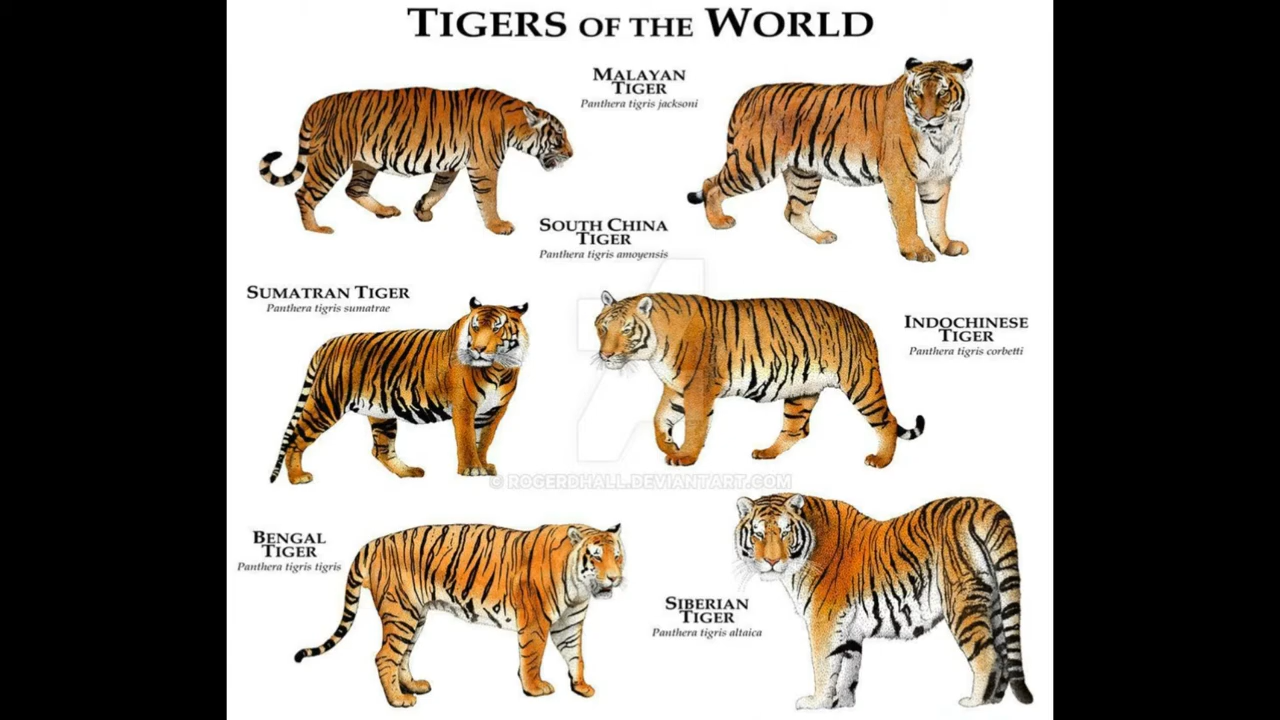 TIGERS OF THE WORLD
MALAYAN
TIGER
Panthera tigris jacksoni
SOUTH CHINA
TIGER
Panthera tigris amoyensis
SUMATRAN TIGER
Panthera tigris sumatrae
INDOCHINESE
TIGER
Panthera tigris corbetti
© ROGERDHALL.DEVIANTART.COM
BENGAL
TIGER
Panthera tigris tigris
SIBERIAN
TIGER
Panthera tigris altaica